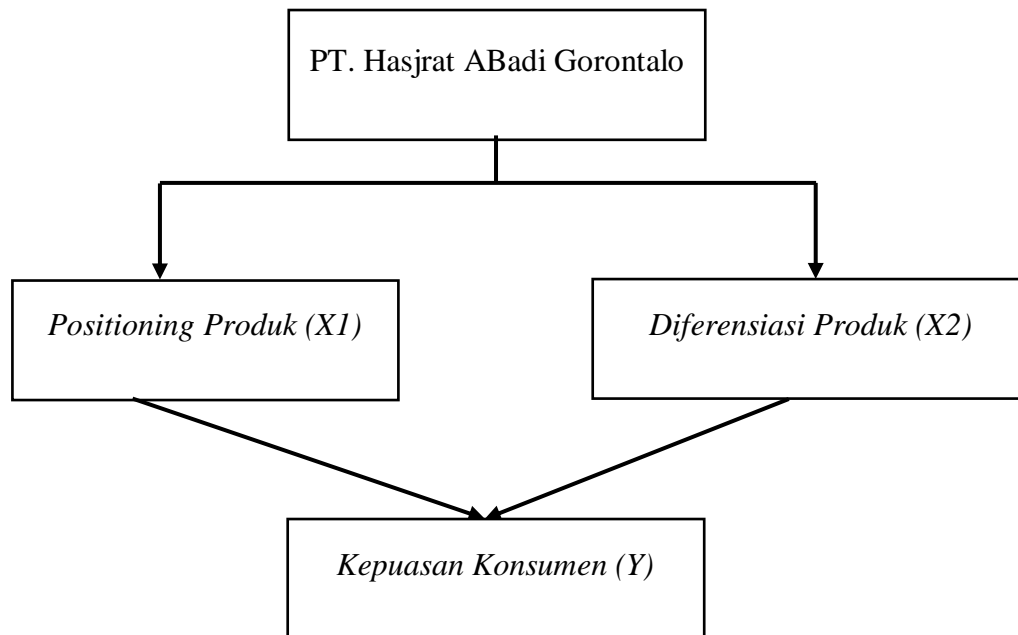 PT. Hasjrat ABadi Gorontalo
Positioning Produk (X1)
Diferensiasi Produk (X2)
Kepuasan Konsumen (Y)